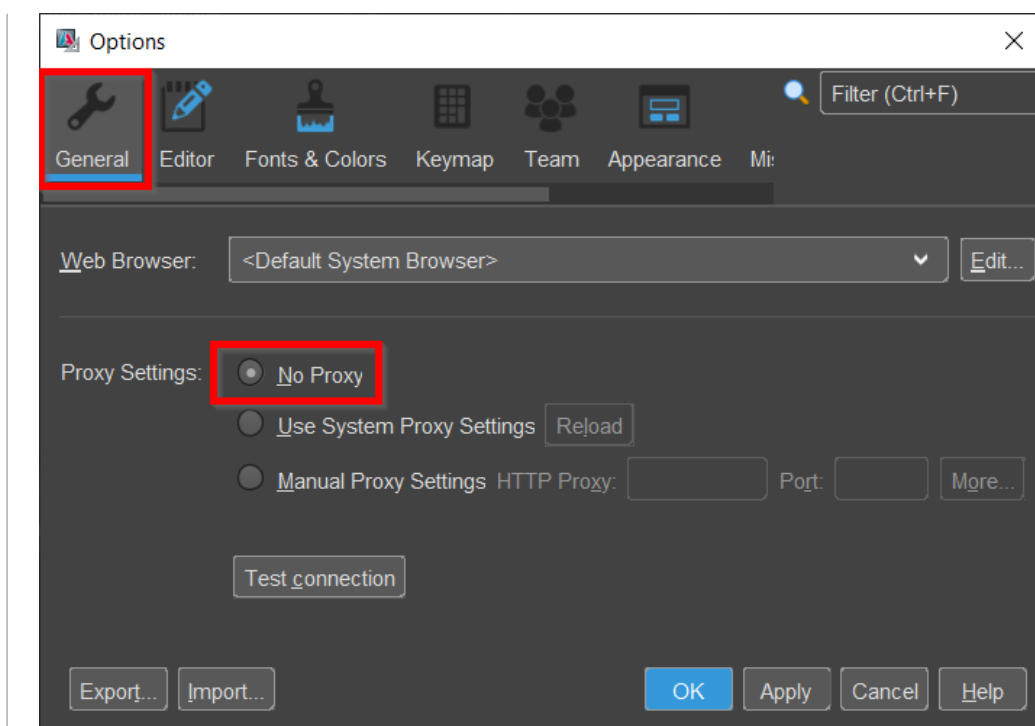 Options
Filter (Ctrl+F)
General Editor Fonts & Colors Keymap Team Appearance
Web Browser: <Default System Browser> Edit...
Proxy Settings: No Proxy
Use System Proxy Settings Reload
Manual Proxy Settings HTTP Proxy: Port: More...
Test connection
Export... Import... OK Apply Cancel Help